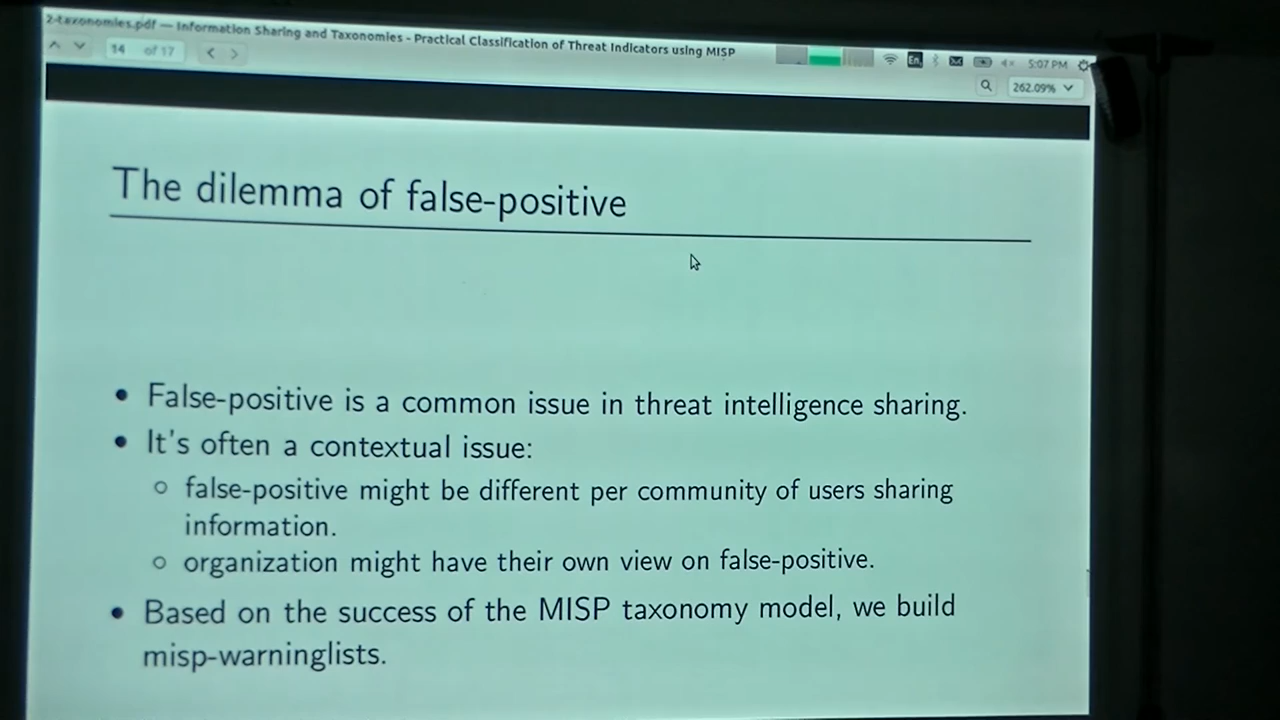 2-taxonomies.pdf — Information Sharing and Taxonomies - Practical Classification of Threat Indicators using MISP
14 of 17
En
5:07 PM
262.09%
The dilemma of false-positive
• False-positive is a common issue in threat intelligence sharing.
• It's often a contextual issue:
○ false-positive might be different per community of users sharing
information.
○ organization might have their own view on false-positive.
• Based on the success of the MISP taxonomy model, we build
misp-warninglists.